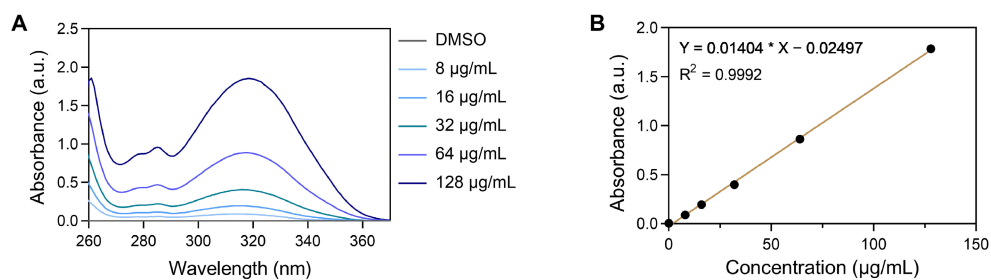 A
Absorbance (a.u.)
2.5
2.0
1.5
1.0
0.5
0.0
260
280
300
320
340
360
Wavelength (nm)
DMSO
8 µg/mL
16 µg/mL
32 µg/mL
64 µg/mL
128 µg/mL
B
Absorbance (a.u.)
2.0
1.5
1.0
0.5
0.0
Y = 0.01404 * X − 0.02497
R² = 0.9992
0
50
100
150
Concentration (µg/mL)